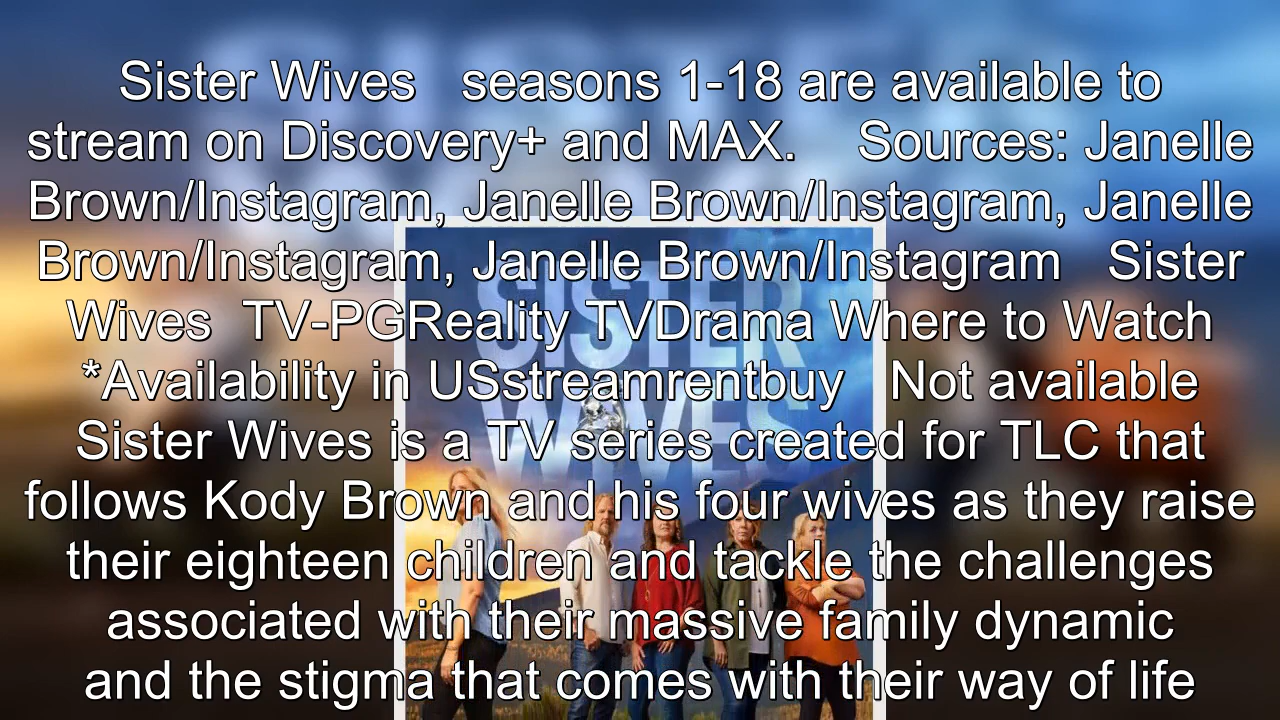 Sister Wives   seasons 1-18 are available to
stream on Discovery+ and MAX.    Sources: Janelle
Brown/Instagram, Janelle Brown/Instagram, Janelle
Brown/Instagram, Janelle Brown/Instagram   Sister
Wives  TV-PGReality TVDrama Where to Watch
*Availability in USstreamrentbuy   Not available
Sister Wives is a TV series created for TLC that
follows Kody Brown and his four wives as they raise
their eighteen children and tackle the challenges
associated with their massive family dynamic
and the stigma that comes with their way of life
SISTER
WIVES